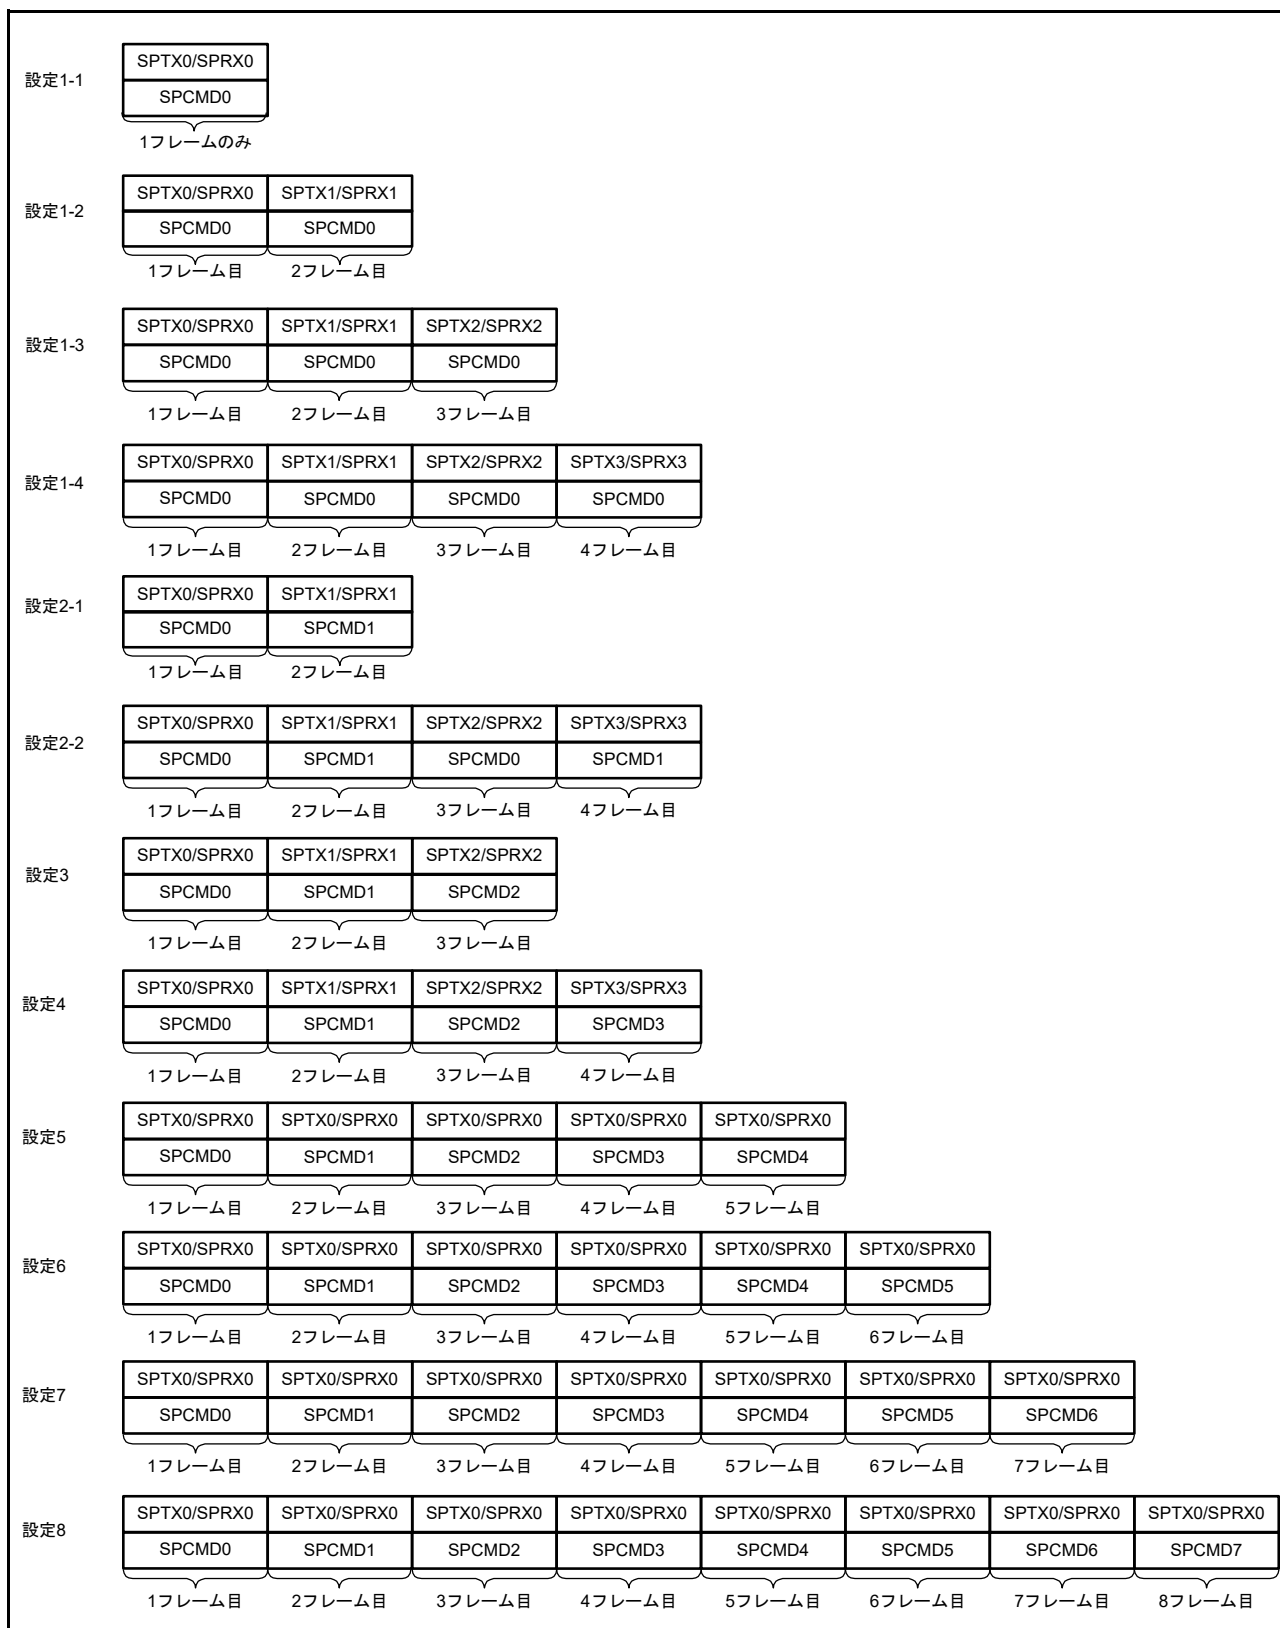 設定1-1
SPTX0/SPRX0
SPCMD0
1フレームのみ
設定1-2
SPTX0/SPRX0 SPTX1/SPRX1
SPCMD0 SPCMD0
1フレーム目 2フレーム目
設定1-3
SPTX0/SPRX0 SPTX1/SPRX1 SPTX2/SPRX2
SPCMD0 SPCMD0 SPCMD0
1フレーム目 2フレーム目 3フレーム目
設定1-4
SPTX0/SPRX0 SPTX1/SPRX1 SPTX2/SPRX2 SPTX3/SPRX3
SPCMD0 SPCMD0 SPCMD0 SPCMD0
1フレーム目 2フレーム目 3フレーム目 4フレーム目
設定2-1
SPTX0/SPRX0 SPTX1/SPRX1
SPCMD0 SPCMD1
1フレーム目 2フレーム目
設定2-2
SPTX0/SPRX0 SPTX1/SPRX1 SPTX2/SPRX2 SPTX3/SPRX3
SPCMD0 SPCMD1 SPCMD0 SPCMD1
1フレーム目 2フレーム目 3フレーム目 4フレーム目
設定3
SPTX0/SPRX0 SPTX1/SPRX1 SPTX2/SPRX2
SPCMD0 SPCMD1 SPCMD2
1フレーム目 2フレーム目 3フレーム目
設定4
SPTX0/SPRX0 SPTX1/SPRX1 SPTX2/SPRX2 SPTX3/SPRX3
SPCMD0 SPCMD1 SPCMD2 SPCMD3
1フレーム目 2フレーム目 3フレーム目 4フレーム目
設定5
SPTX0/SPRX0 SPTX0/SPRX0 SPTX0/SPRX0 SPTX0/SPRX0 SPTX0/SPRX0
SPCMD0 SPCMD1 SPCMD2 SPCMD3 SPCMD4
1フレーム目 2フレーム目 3フレーム目 4フレーム目 5フレーム目
設定6
SPTX0/SPRX0 SPTX0/SPRX0 SPTX0/SPRX0 SPTX0/SPRX0 SPTX0/SPRX0 SPTX0/SPRX0
SPCMD0 SPCMD1 SPCMD2 SPCMD3 SPCMD4 SPCMD5
1フレーム目 2フレーム目 3フレーム目 4フレーム目 5フレーム目 6フレーム目
設定7
SPTX0/SPRX0 SPTX0/SPRX0 SPTX0/SPRX0 SPTX0/SPRX0 SPTX0/SPRX0 SPTX0/SPRX0 SPTX0/SPRX0
SPCMD0 SPCMD1 SPCMD2 SPCMD3 SPCMD4 SPCMD5 SPCMD6
1フレーム目 2フレーム目 3フレーム目 4フレーム目 5フレーム目 6フレーム目 7フレーム目
設定8
SPTX0/SPRX0 SPTX0/SPRX0 SPTX0/SPRX0 SPTX0/SPRX0 SPTX0/SPRX0 SPTX0/SPRX0 SPTX0/SPRX0 SPTX0/SPRX0
SPCMD0 SPCMD1 SPCMD2 SPCMD3 SPCMD4 SPCMD5 SPCMD6 SPCMD7
1フレーム目 2フレーム目 3フレーム目 4フレーム目 5フレーム目 6フレーム目 7フレーム目 8フレーム目